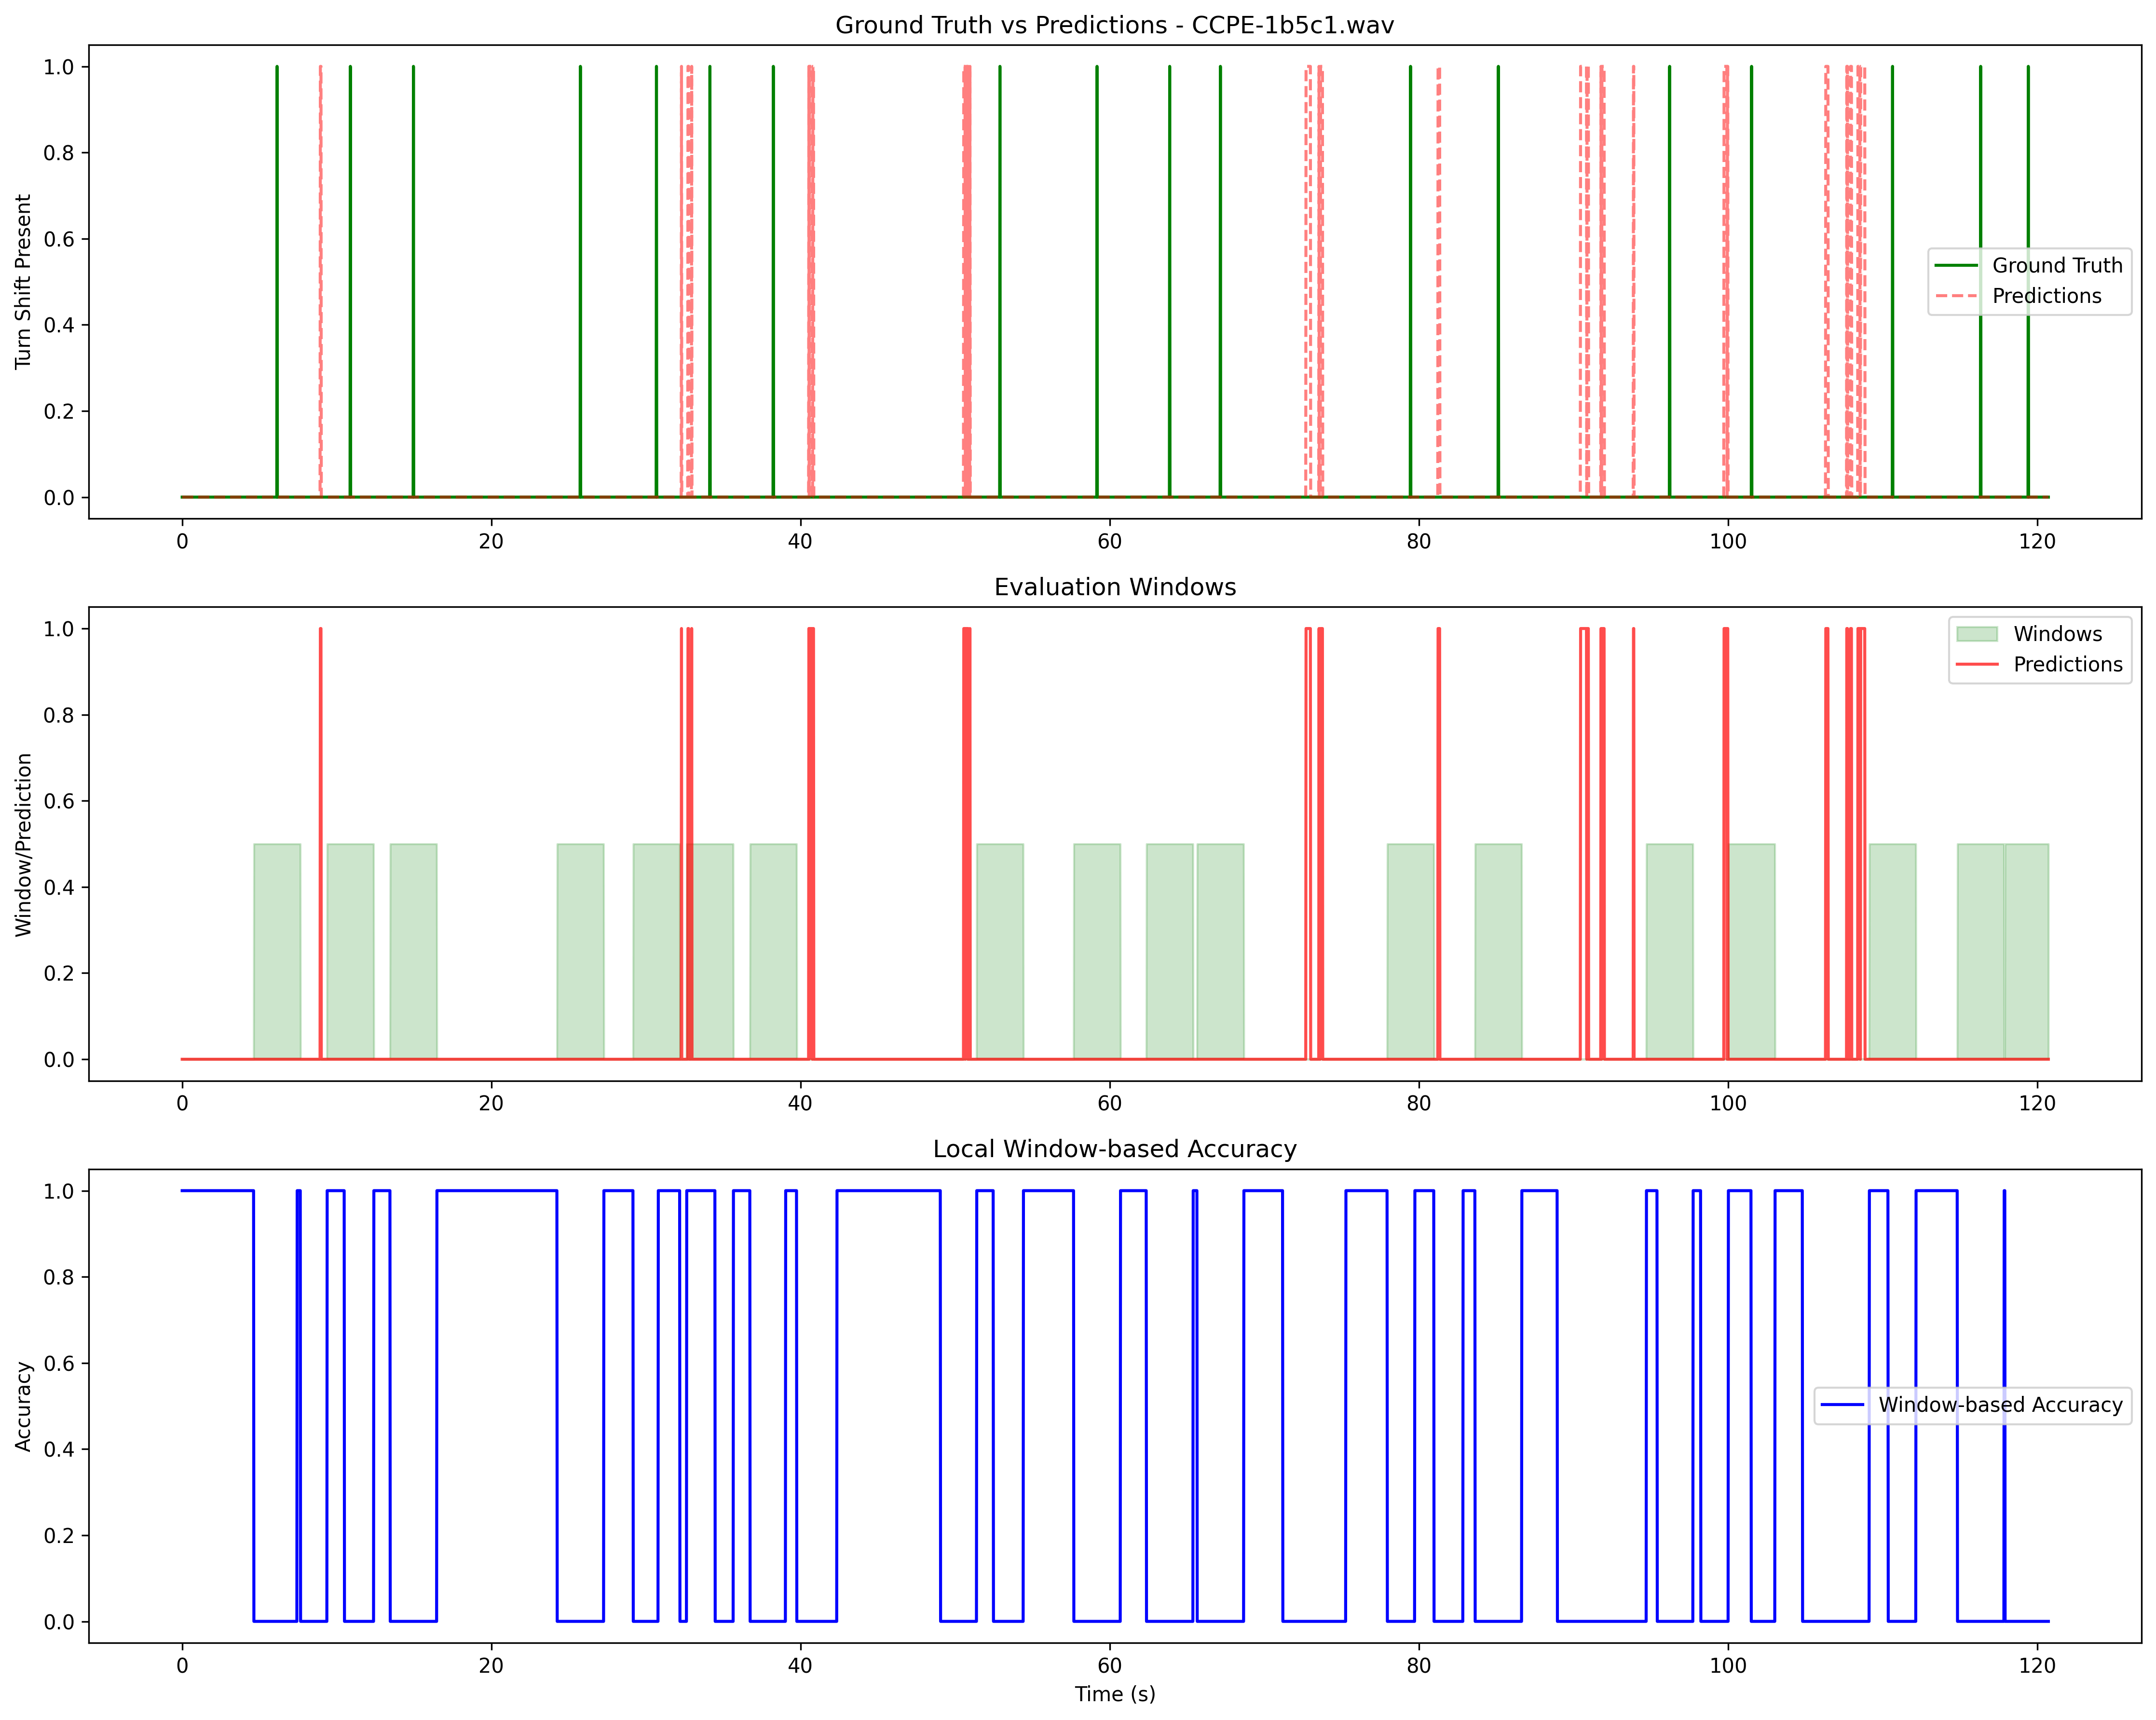 Ground Truth vs Predictions - CCPE-1b5c1.wav
1.0
0.8
0.6
0.4
0.2
0.0
Turn Shift Present
Ground Truth
Predictions
0 20 40 60 80 100 120
Evaluation Windows
1.0
0.8
0.6
0.4
0.2
0.0
Window/Prediction
Windows
Predictions
0 20 40 60 80 100 120
Local Window-based Accuracy
1.0
0.8
0.6
0.4
0.2
0.0
Accuracy
Window-based Accuracy
0 20 40 60 80 100 120
Time (s)